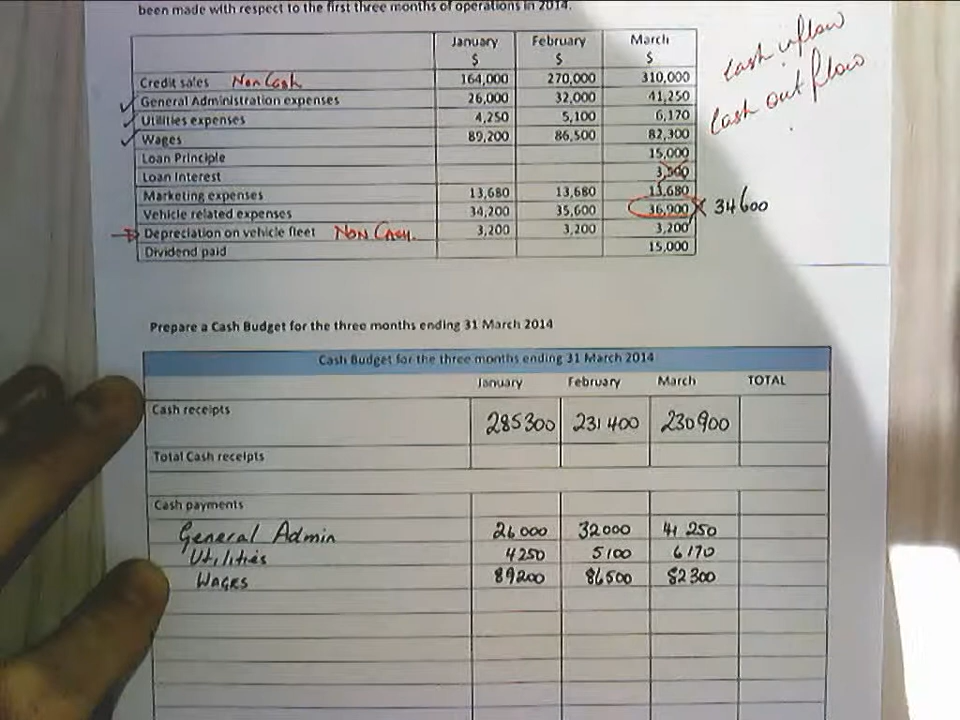 been made with respect to the first three months of operations in 2014.
January February March
$ $ $
Credit sales Non Cash 164,000 270,000 310,000
cash inflow
General Administration expenses 26,000 32,000 41,250
cash out flow
Utilities expenses 4,250 5,100 6,170
Wages 89,200 86,500 82,300
Loan Principle 15,000
Loan Interest
Marketing expenses 13,680 13,680 13,680
Vehicle related expenses 34,200 35,600 36,900 34600
Depreciation on vehicle fleet Non Cash. 3,200 3,200 3,200
Dividend paid 15,000
Prepare a Cash Budget for the three months ending 31 March 2014
Cash Budget for the three months ending 31 March 2014
January February March TOTAL
Cash receipts 285300 231400 230900
Total Cash receipts
Cash payments
General Admin 26000 32000 41250
Utilities 4250 5100 6170
Wages 89200 86500 82300